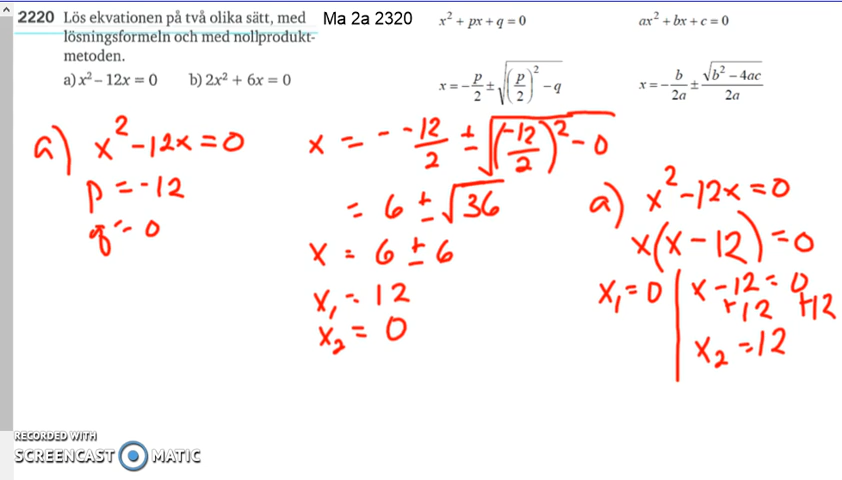 2220 Lös ekvationen på två olika sätt, med
lösningsformeln och med nollprodukt-
metoden.
a) x² – 12x = 0 b) 2x² + 6x = 0
Ma 2a 2320
x² + px + q = 0
x = -p/2 ± √((p/2)² - q)
ax² + bx + c = 0
x = -b/2a ± √(b² - 4ac)/2a
a) x² - 12x = 0
p = -12
q = 0
x = - -12/2 ± √((-12/2)² - 0)
= 6 ± √36
x = 6 ± 6
x₁ = 12
x₂ = 0
a) x² - 12x = 0
x(x - 12) = 0
x₁ = 0 | x - 12 = 0
+12 +12
x₂ = 12
RECORDED WITH
SCREENCAST MATIC